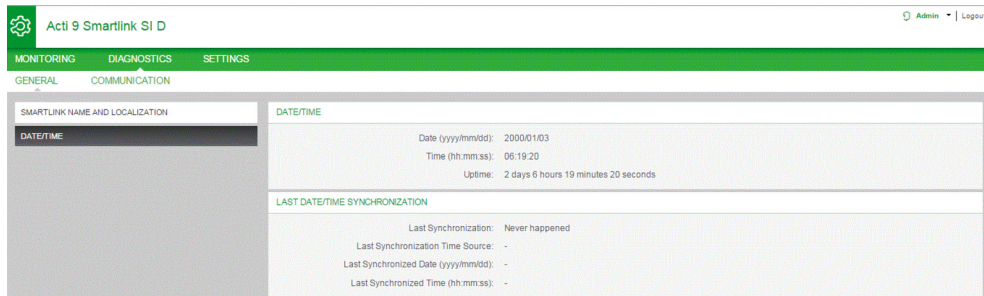 Acti 9 Smartlink SI D
Admin | Logout
MONITORING DIAGNOSTICS SETTINGS
GENERAL COMMUNICATION
SMARTLINK NAME AND LOCALIZATION
DATE/TIME
DATE/TIME
Date (yyyy/mm/dd): 2000/01/03
Time (hh:mm:ss): 06:19:20
Uptime: 2 days 6 hours 19 minutes 20 seconds
LAST DATE/TIME SYNCHRONIZATION
Last Synchronization: Never happened
Last Synchronization Time Source: -
Last Synchronized Date (yyyy/mm/dd): -
Last Synchronized Time (hh:mm:ss): -